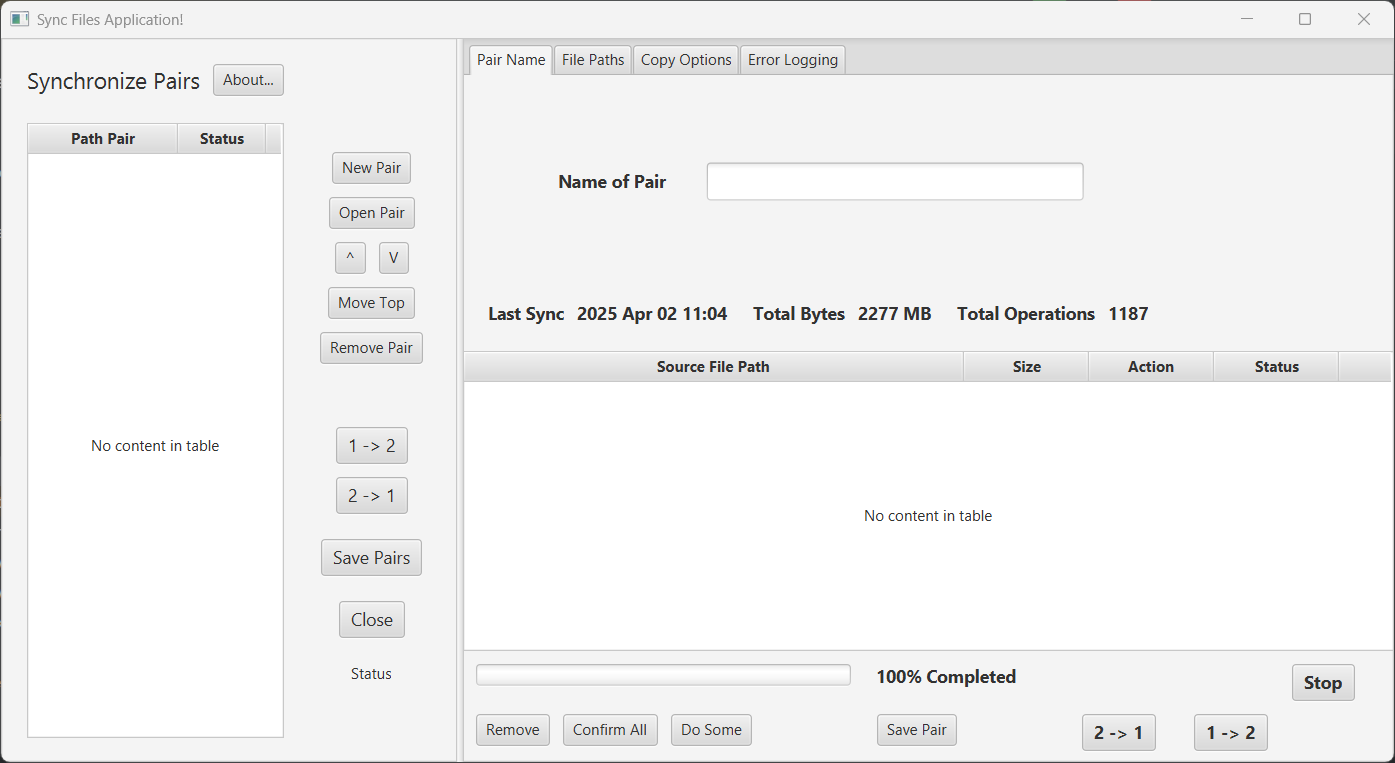 Sync Files Application!
Synchronize Pairs About...
Path Pair Status
No content in table
New Pair
Open Pair
^ V
Move Top
Remove Pair
1 -> 2
2 -> 1
Save Pairs
Close
Status
Pair Name File Paths Copy Options Error Logging
Name of Pair
Last Sync 2025 Apr 02 11:04 Total Bytes 2277 MB Total Operations 1187
Source File Path Size Action Status
No content in table
100% Completed Stop
Remove Confirm All Do Some Save Pair 2 -> 1 1 -> 2